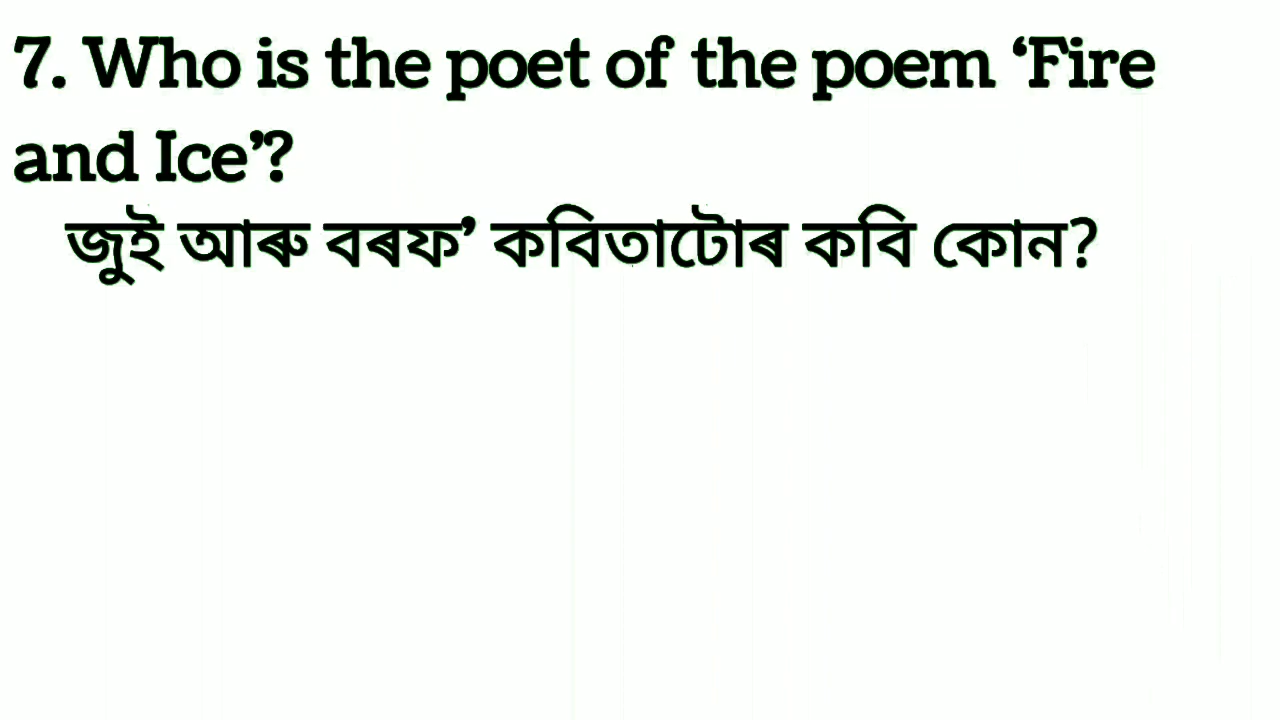 7. Who is the poet of the poem ‘Fire
and Ice’?
জুই আৰু বৰফ’ কবিতাটোৰ কবি কোন?